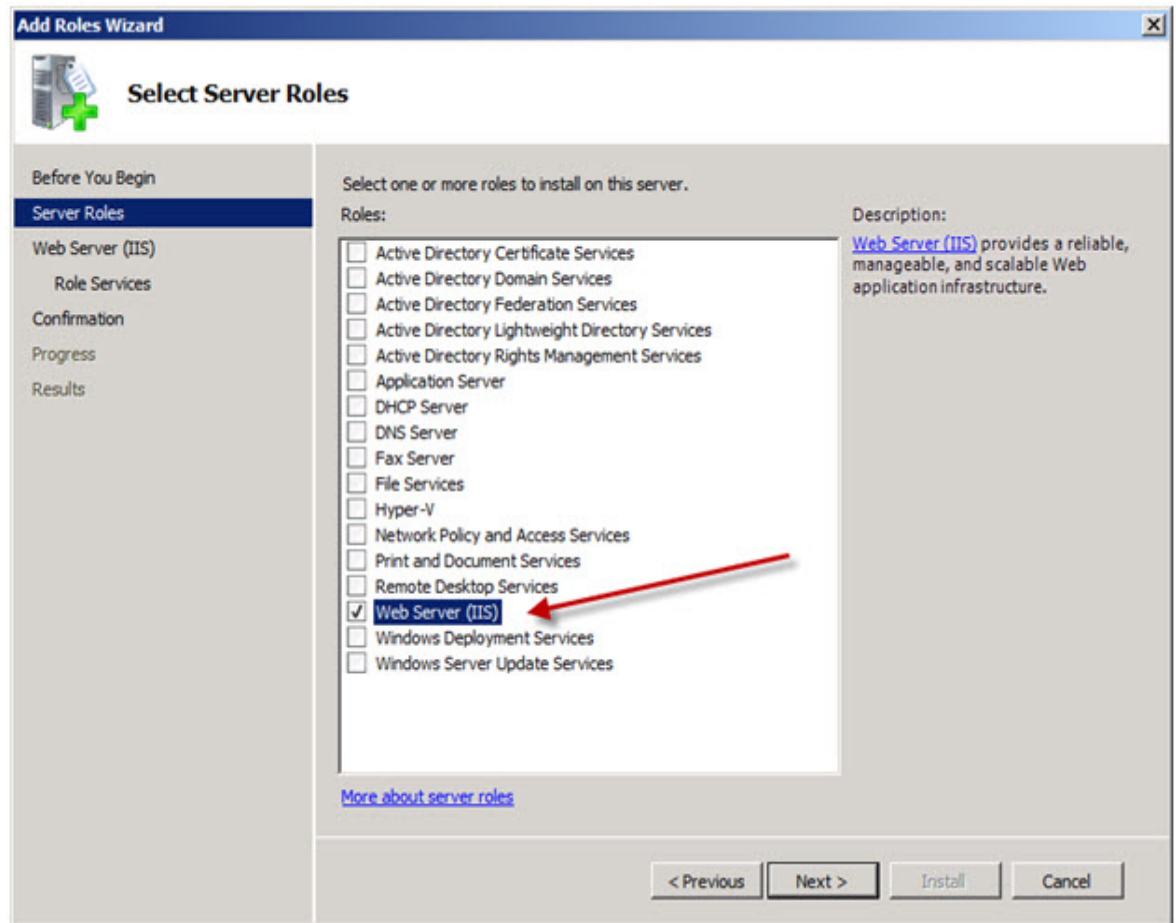 Add Roles Wizard
Select Server Roles
Before You Begin
Server Roles
Web Server (IIS)
Role Services
Confirmation
Progress
Results
Select one or more roles to install on this server.
Roles:
Active Directory Certificate Services
Active Directory Domain Services
Active Directory Federation Services
Active Directory Lightweight Directory Services
Active Directory Rights Management Services
Application Server
DHCP Server
DNS Server
Fax Server
File Services
Hyper-V
Network Policy and Access Services
Print and Document Services
Remote Desktop Services
Web Server (IIS)
Windows Deployment Services
Windows Server Update Services
More about server roles
Description:
Web Server (IIS) provides a reliable,
manageable, and scalable Web
application infrastructure.
< Previous
Next >
Install
Cancel